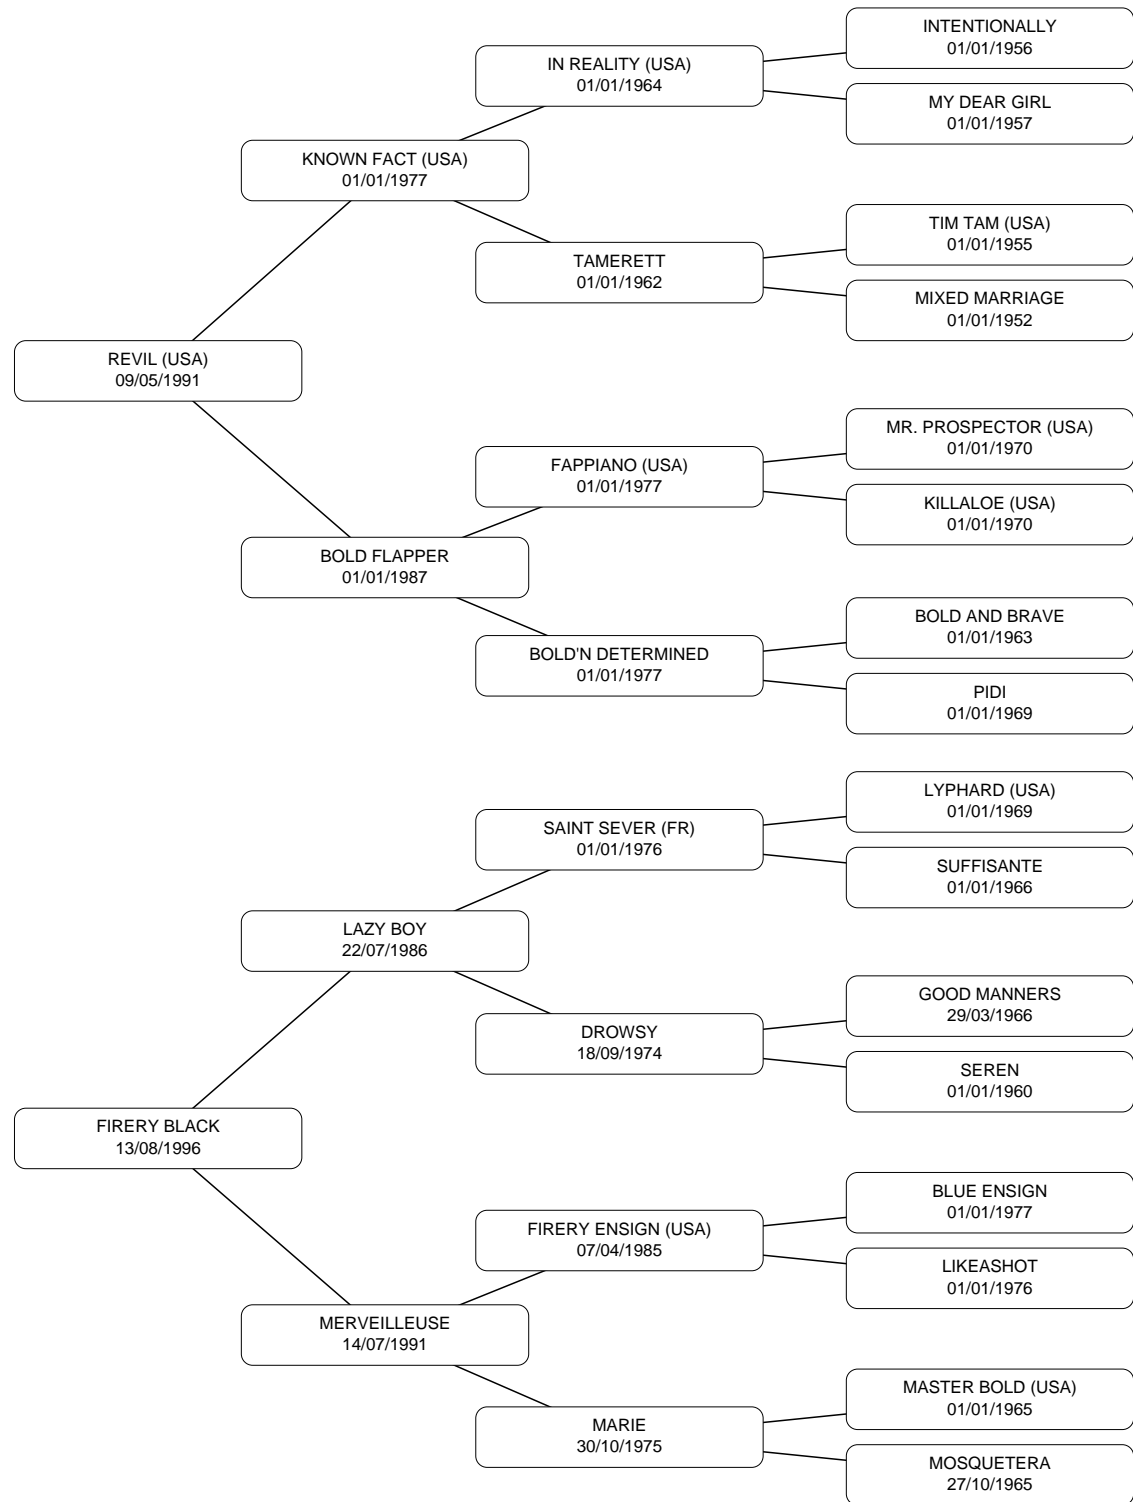 INTENTIONALLY
01/01/1956
IN REALITY (USA)
01/01/1964
MY DEAR GIRL
01/01/1957
KNOWN FACT (USA)
01/01/1977
TIM TAM (USA)
01/01/1955
TAMERETT
01/01/1962
MIXED MARRIAGE
01/01/1952
REVIL (USA)
09/05/1991
MR. PROSPECTOR (USA)
01/01/1970
FAPPIANO (USA)
01/01/1977
KILLALOE (USA)
01/01/1970
BOLD FLAPPER
01/01/1987
BOLD AND BRAVE
01/01/1963
BOLD'N DETERMINED
01/01/1977
PIDI
01/01/1969
LYPHARD (USA)
01/01/1969
SAINT SEVER (FR)
01/01/1976
SUFFISANTE
01/01/1966
LAZY BOY
22/07/1986
GOOD MANNERS
29/03/1966
DROWSY
18/09/1974
SEREN
01/01/1960
FIRERY BLACK
13/08/1996
BLUE ENSIGN
01/01/1977
FIRERY ENSIGN (USA)
07/04/1985
LIKEASHOT
01/01/1976
MERVEILLEUSE
14/07/1991
MASTER BOLD (USA)
01/01/1965
MARIE
30/10/1975
MOSQUETERA
27/10/1965